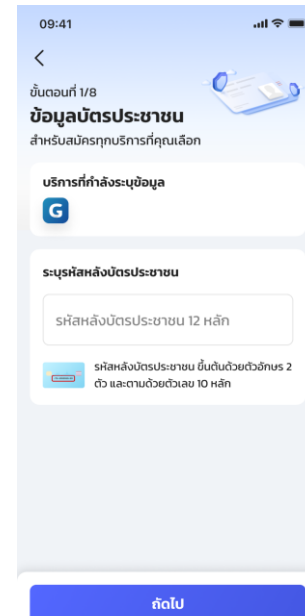 09:41
ขั้นตอนที่ 1/8
ข้อมูลบัตรประชาชน
สำหรับสมัครทุกบริการที่คุณเลือก
บริการที่กำลังระบุข้อมูล
G
ระบุรหัสหลังบัตรประชาชน
รหัสหลังบัตรประชาชน 12 หลัก
รหัสหลังบัตรประชาชน ขึ้นต้นด้วยตัวอักษร 2
ตัว และตามด้วยตัวเลข 10 หลัก
ถัดไป